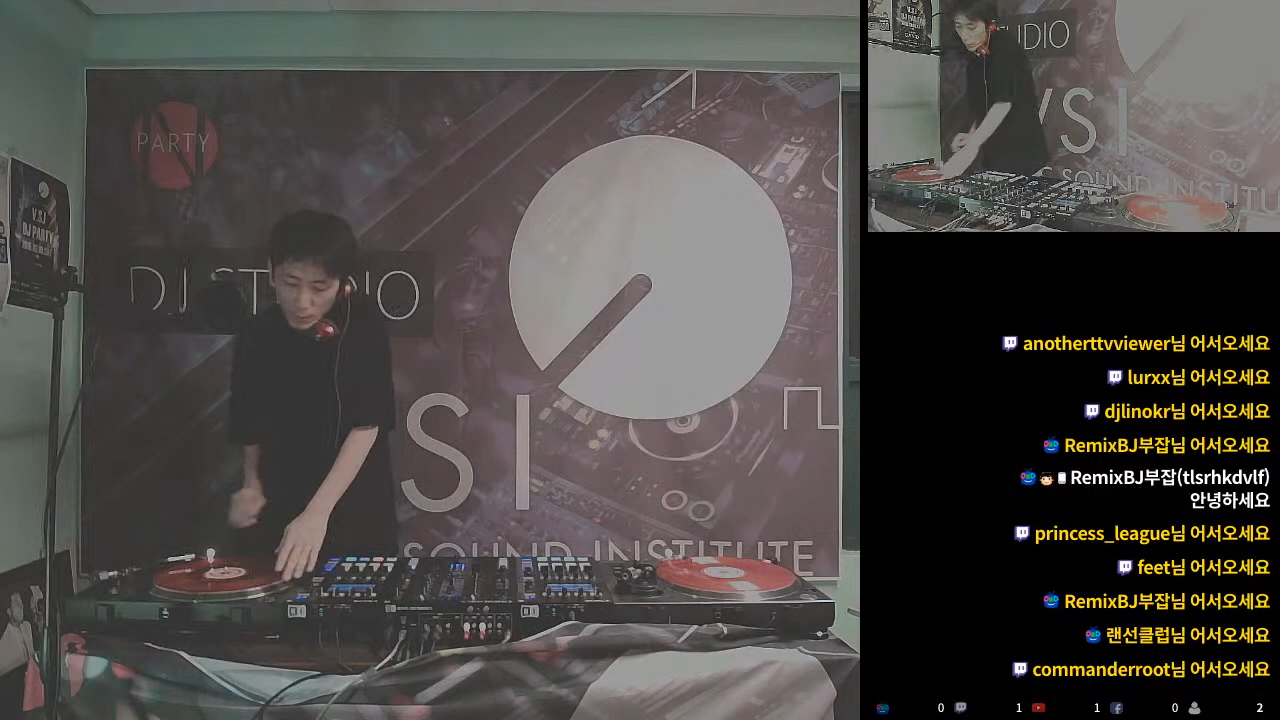 PARTY
DJ ST IO
SI
SOUND INSTITUTE
V.S.I
DJ PARTY
UDIO
VSI
SOUND INSTITU
anotherttvviewer님 어서오세요
lurxx님 어서오세요
djlinokr님 어서오세요
RemixBJ부잡님 어서오세요
RemixBJ부잡(tlsrhkdvlf)
안녕하세요
princess_league님 어서오세요
feet님 어서오세요
RemixBJ부잡님 어서오세요
랜선클럽님 어서오세요
commanderroot님 어서오세요
0 1 1 0 2